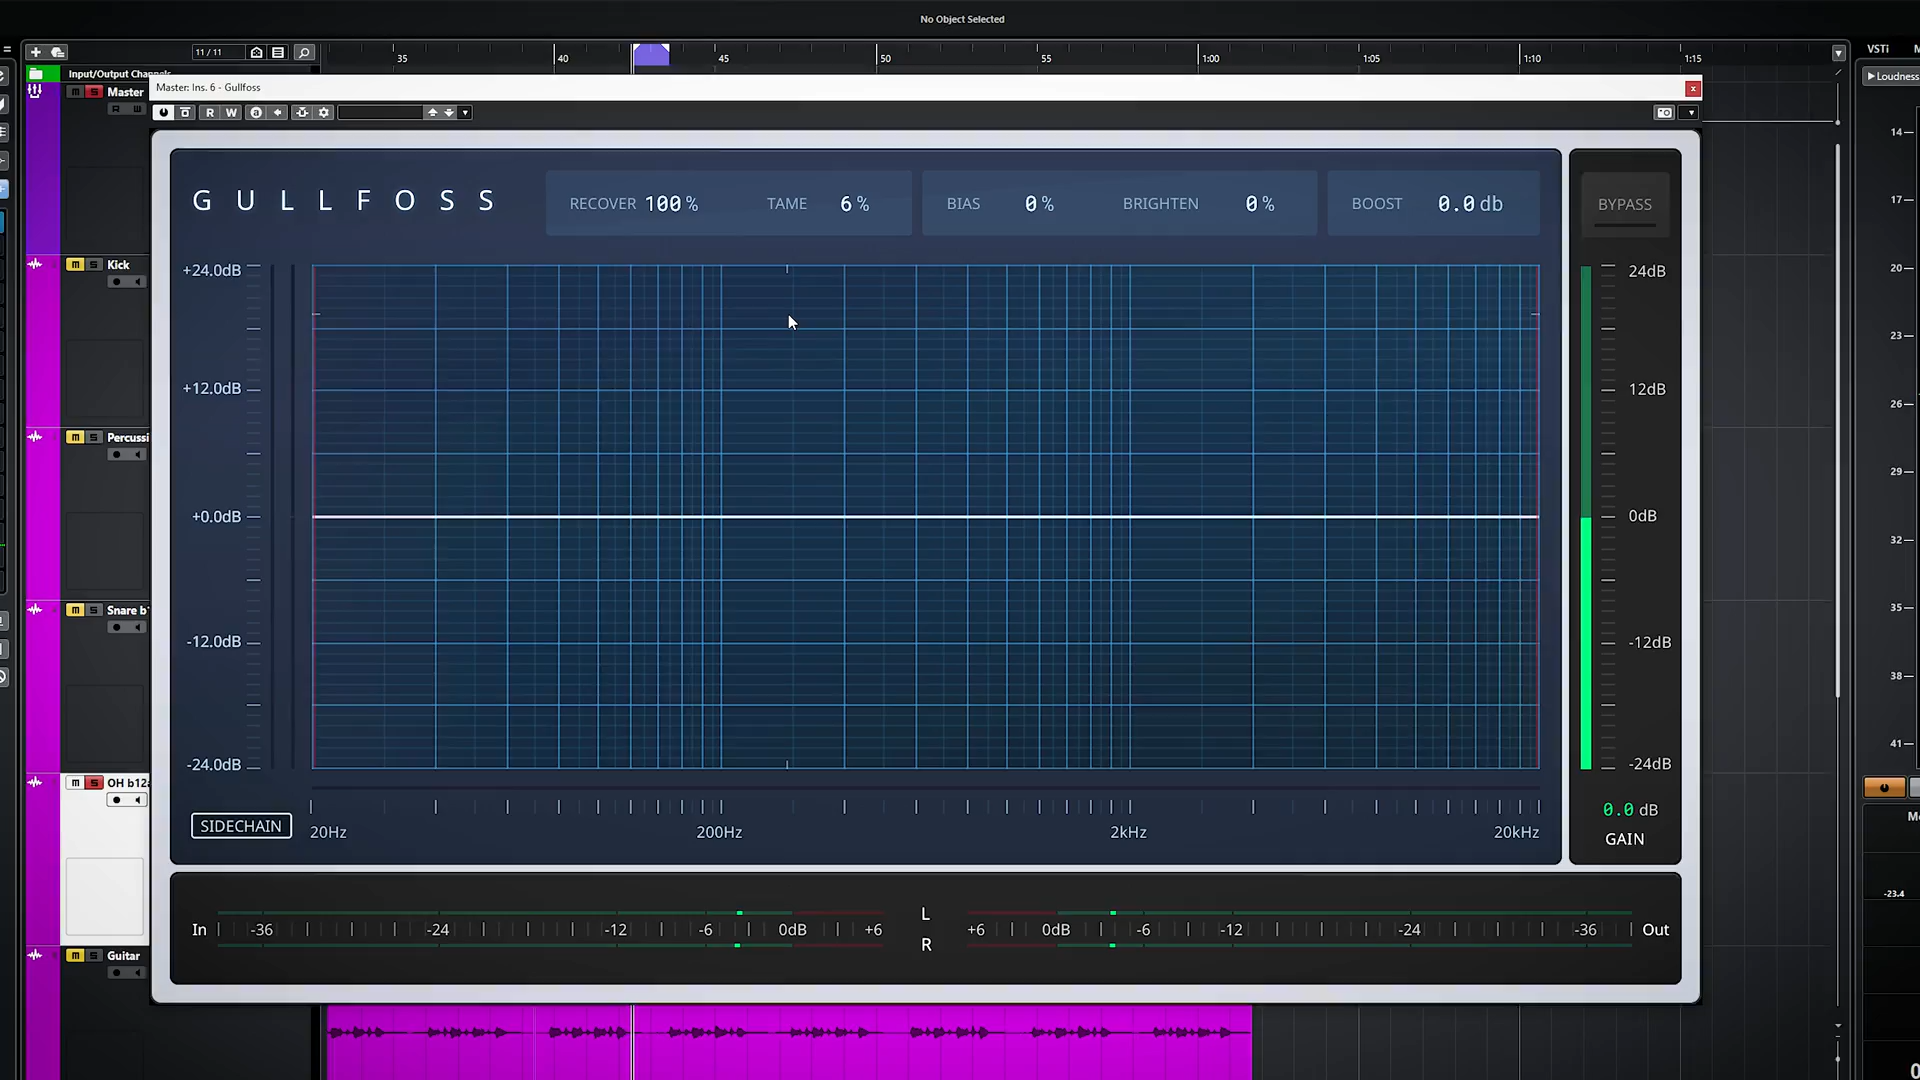 No Object Selected
11 / 11
35
40
45
50
55
1:00
1:05
1:10
1:15
VSTi
Input/Output Channels
Loudness
Master: Ins. 6 - Gullfoss
x
m S Master
R W
R W
GULLFOSS
RECOVER 100 %
TAME 6 %
BIAS 0 %
BRIGHTEN 0 %
BOOST 0.0 db
BYPASS
+24.0dB
+12.0dB
+0.0dB
-12.0dB
-24.0dB
24dB
12dB
0dB
-12dB
-24dB
0.0 dB
GAIN
SIDECHAIN
20Hz
200Hz
2kHz
20kHz
In
-36
-24
-12
-6
0dB
+6
L
R
+6
0dB
-6
-12
-24
-36
Out
m S Kick
m S Percussi
m S Snare b
m S OH b12
m S Guitar
14
17
20
23
26
29
32
35
38
41
-23.4